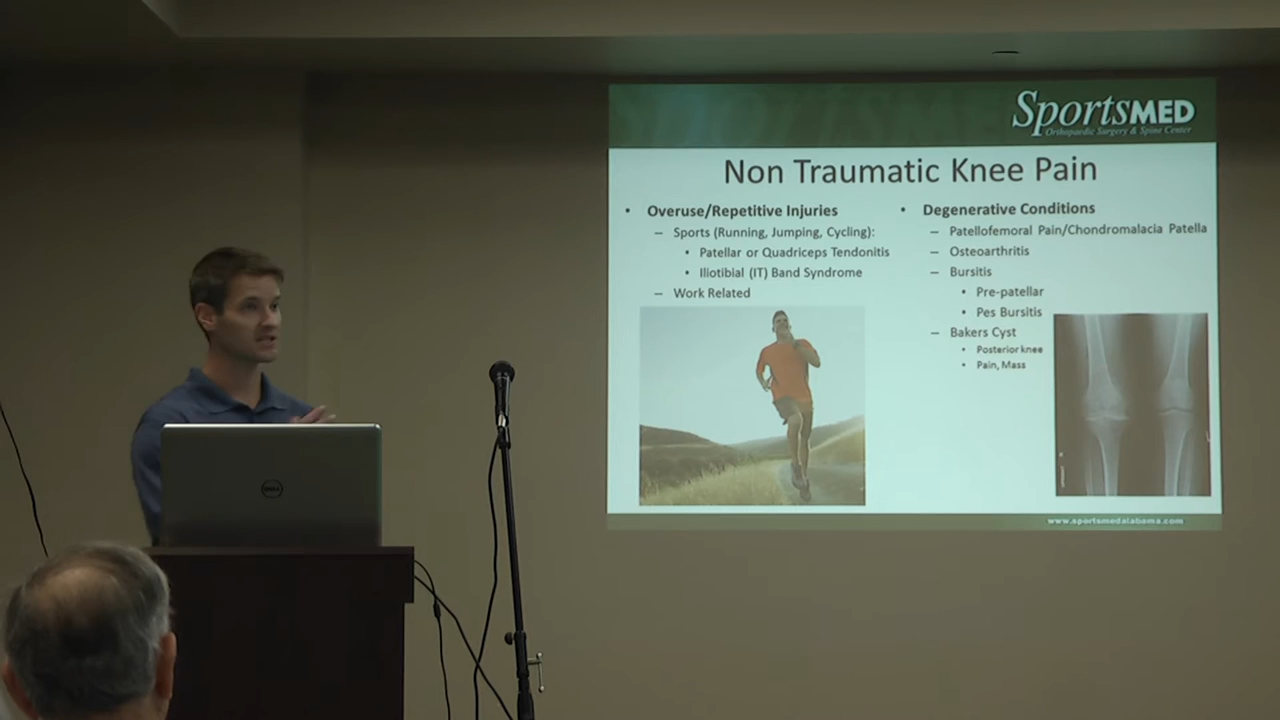 SPORTSMED
Orthopaedic Surgery & Spine Center
Non Traumatic Knee Pain
• Overuse/Repetitive Injuries
– Sports (Running, Jumping, Cycling):
• Patellar or Quadriceps Tendonitis
• Iliotibial (IT) Band Syndrome
– Work Related
• Degenerative Conditions
– Patellofemoral Pain/Chondromalacia Patella
– Osteoarthritis
– Bursitis
• Pre-patellar
• Pes Bursitis
– Bakers Cyst
• Posterior knee
• Pain, Mass
www.sportsmedalabama.com
DELL